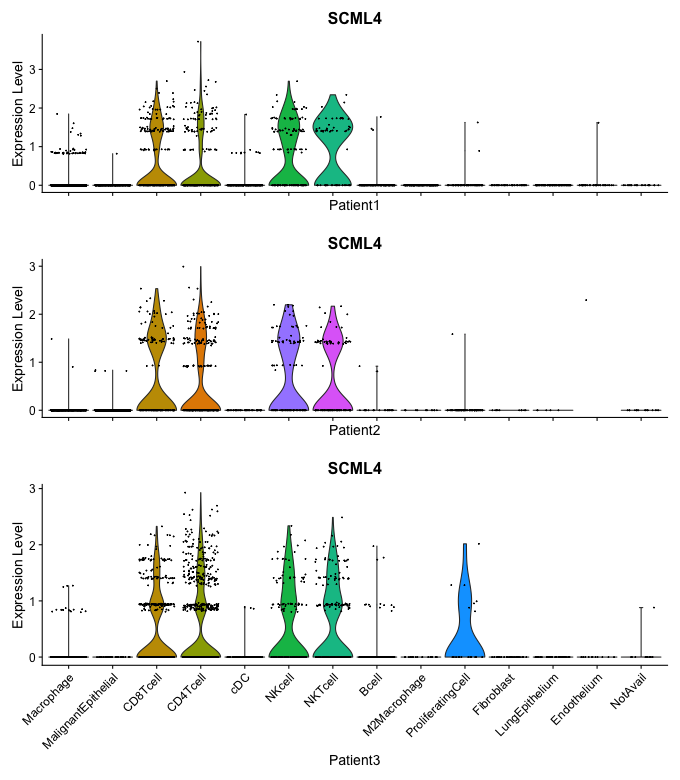 SCML4
Expression Level
3
2
1
0
Patient1
SCML4
Expression Level
3
2
1
0
Patient2
SCML4
Expression Level
3
2
1
0
Macrophage
MalignantEpithelial
CD8Tcell
CD4Tcell
cDC
NKcell
NKTcell
Bcell
M2Macrophage
ProliferatingCell
Fibroblast
LungEpithelium
Endothelium
NotAvail
Patient3